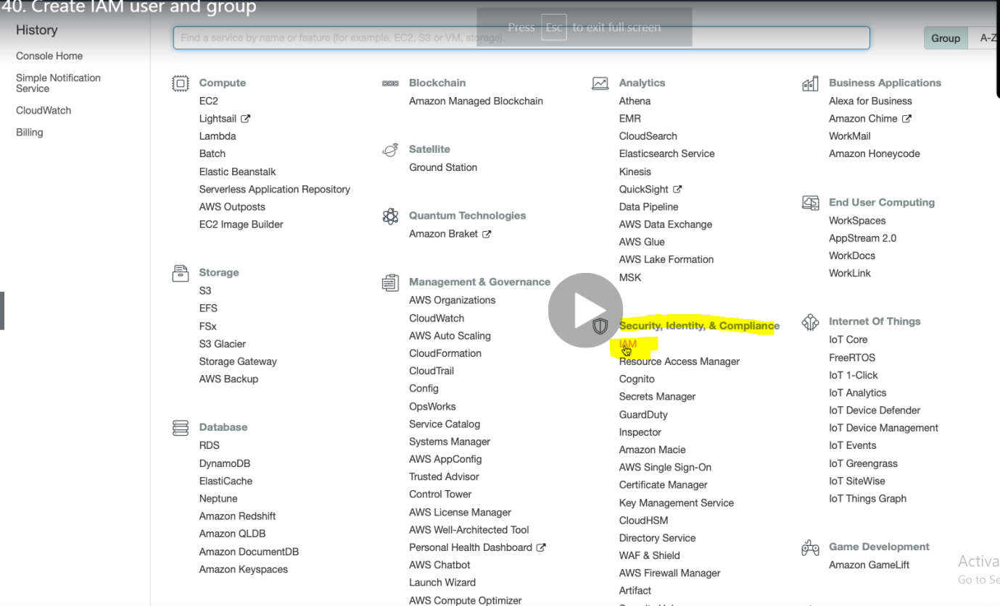 40. Create IAM user and group
Press Esc to exit full screen
History
Console Home
Simple Notification
Service
CloudWatch
Billing
Find a service by name or feature (for example, EC2, S3 or VM, storage).
Group
A-Z
Compute
EC2
Lightsail
Lambda
Batch
Elastic Beanstalk
Serverless Application Repository
AWS Outposts
EC2 Image Builder
Storage
S3
EFS
FSx
S3 Glacier
Storage Gateway
AWS Backup
Database
RDS
DynamoDB
ElastiCache
Neptune
Amazon Redshift
Amazon QLDB
Amazon DocumentDB
Amazon Keyspaces
Blockchain
Amazon Managed Blockchain
Satellite
Ground Station
Quantum Technologies
Amazon Braket
Management & Governance
AWS Organizations
CloudWatch
AWS Auto Scaling
CloudFormation
CloudTrail
Config
OpsWorks
Service Catalog
Systems Manager
AWS AppConfig
Trusted Advisor
Control Tower
AWS License Manager
AWS Well-Architected Tool
Personal Health Dashboard
AWS Chatbot
Launch Wizard
AWS Compute Optimizer
Analytics
Athena
EMR
CloudSearch
Elasticsearch Service
Kinesis
QuickSight
Data Pipeline
AWS Data Exchange
AWS Glue
AWS Lake Formation
MSK
Security, Identity, & Compliance
IAM
Resource Access Manager
Cognito
Secrets Manager
GuardDuty
Inspector
Amazon Macie
AWS Single Sign-On
Certificate Manager
Key Management Service
CloudHSM
Directory Service
WAF & Shield
AWS Firewall Manager
Artifact
Business Applications
Alexa for Business
Amazon Chime
WorkMail
Amazon Honeycode
End User Computing
WorkSpaces
AppStream 2.0
WorkDocs
WorkLink
Internet Of Things
IoT Core
FreeRTOS
IoT 1-Click
IoT Analytics
IoT Device Defender
IoT Device Management
IoT Events
IoT Greengrass
IoT SiteWise
IoT Things Graph
Game Development
Amazon GameLift
Activa
Go to Se